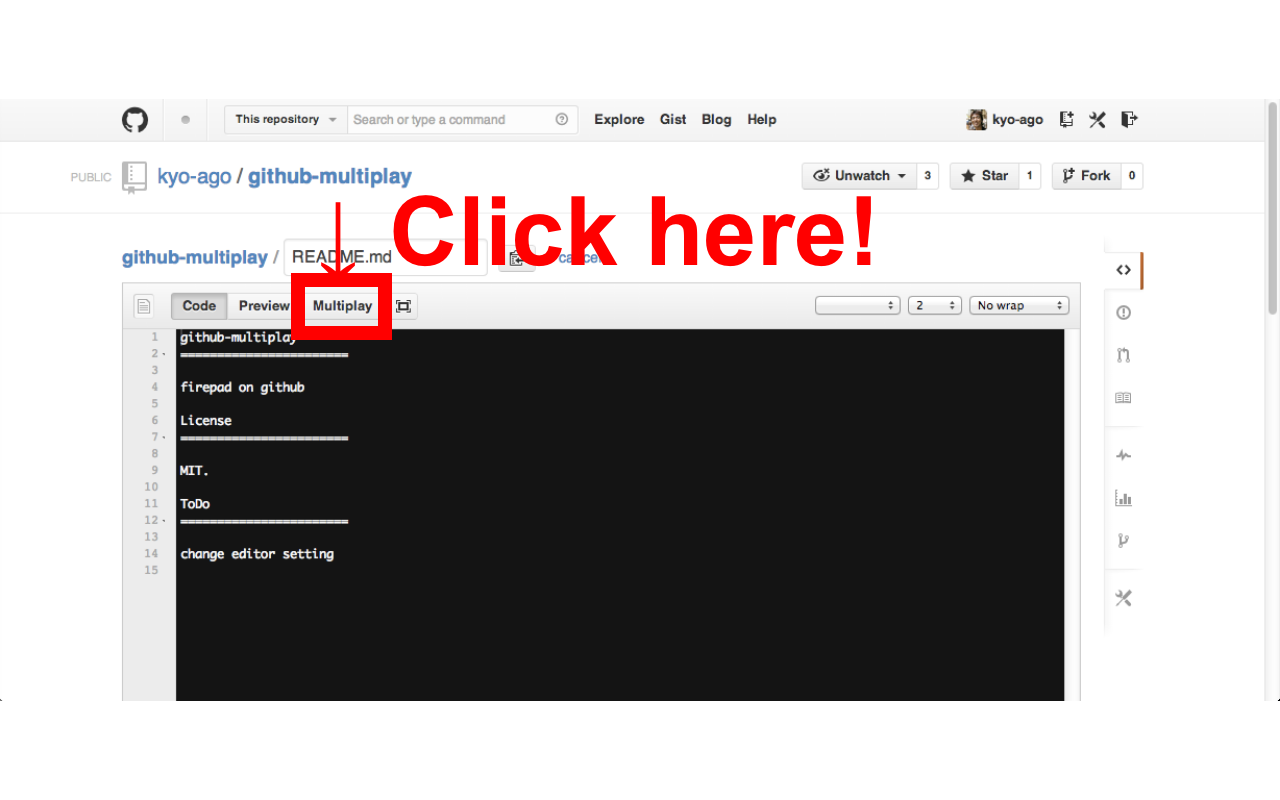 This repository Search or type a command Explore Gist Blog Help kyo-ago
PUBLIC kyo-ago / github-multiplay Unwatch 3 Star 1 Fork 0
Click here!
github-multiplay / README.md cancel
Code Preview Multiplay 2 No wrap
1 github-multiplay
2 =======================
3
4 firepad on github
5
6 License
7 =======================
8
9 MIT.
10
11 ToDo
12 =======================
13
14 change editor setting
15